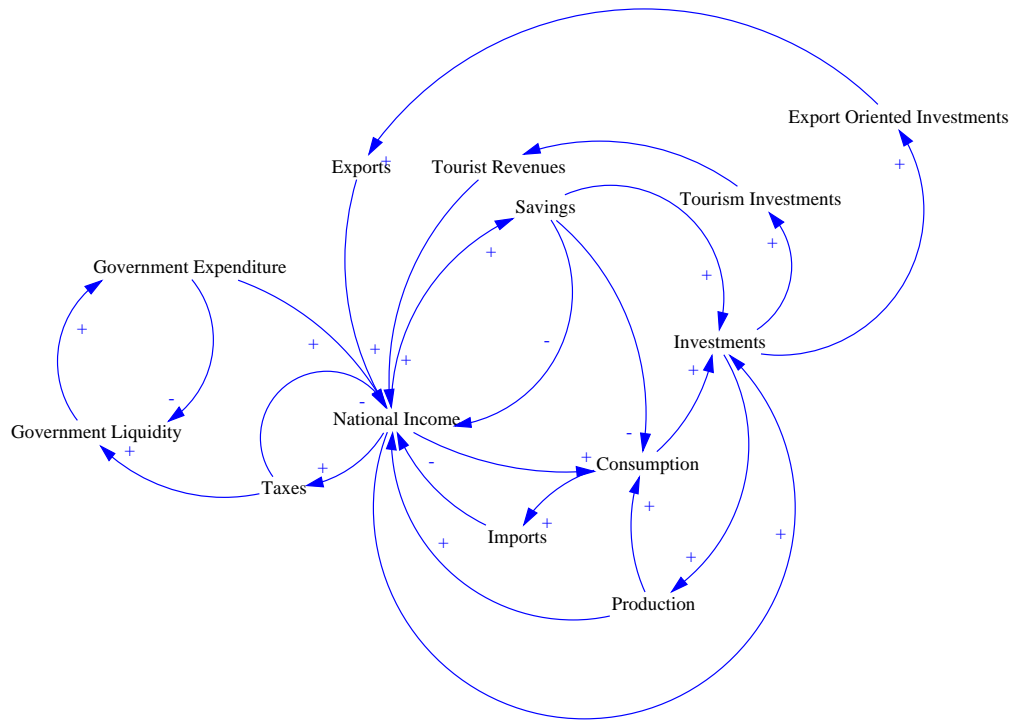 Export Oriented Investments
+
Exports
+
Tourist Revenues
Tourism Investments
Savings
+
+
Government Expenditure
+
+
-
+
+
+
+
Investments
+
-
-
National Income
Government Liquidity
+
+
-
+
-
Consumption
+
Taxes
+
+
Imports
+
+
+
Production